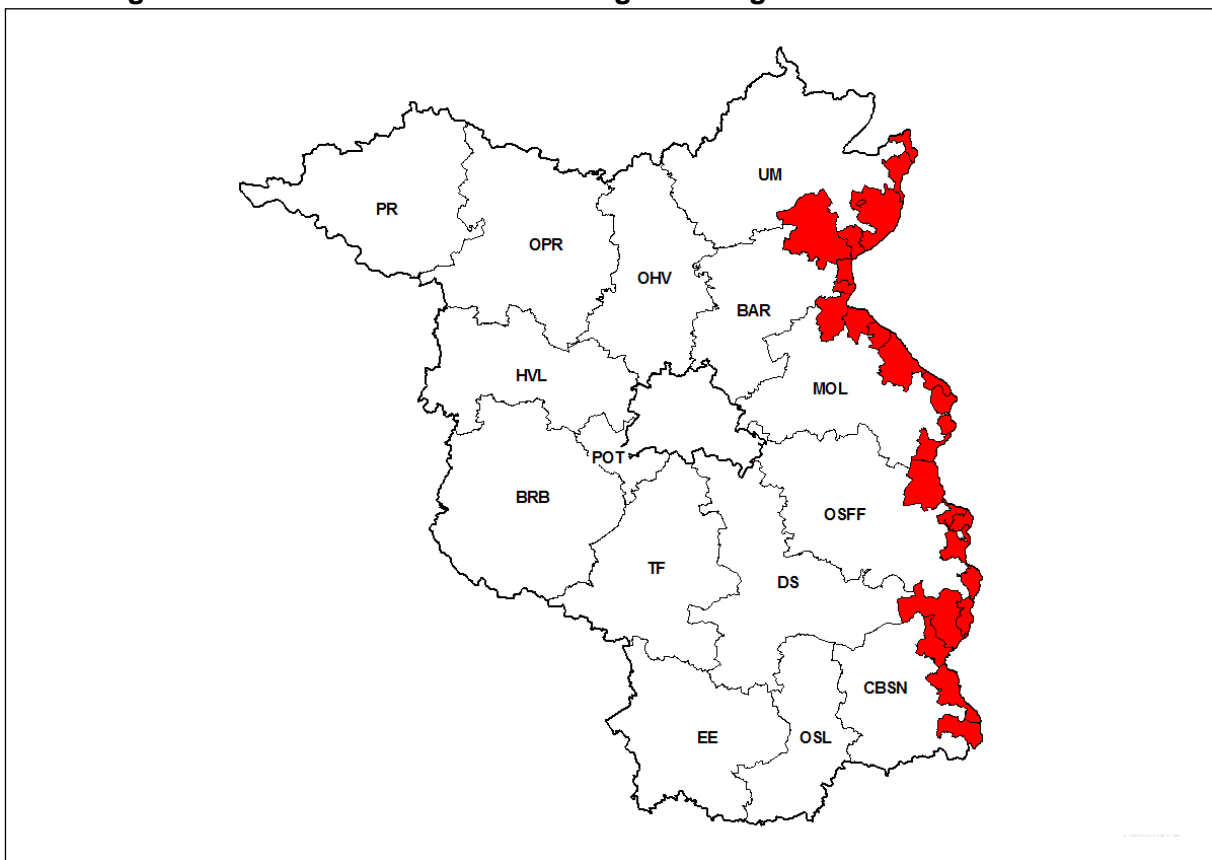 UM
PR
OPR
OHV
BAR
HVL
MOL
POT
BRB
OSFF
TF
DS
CBSN
EE
OSL